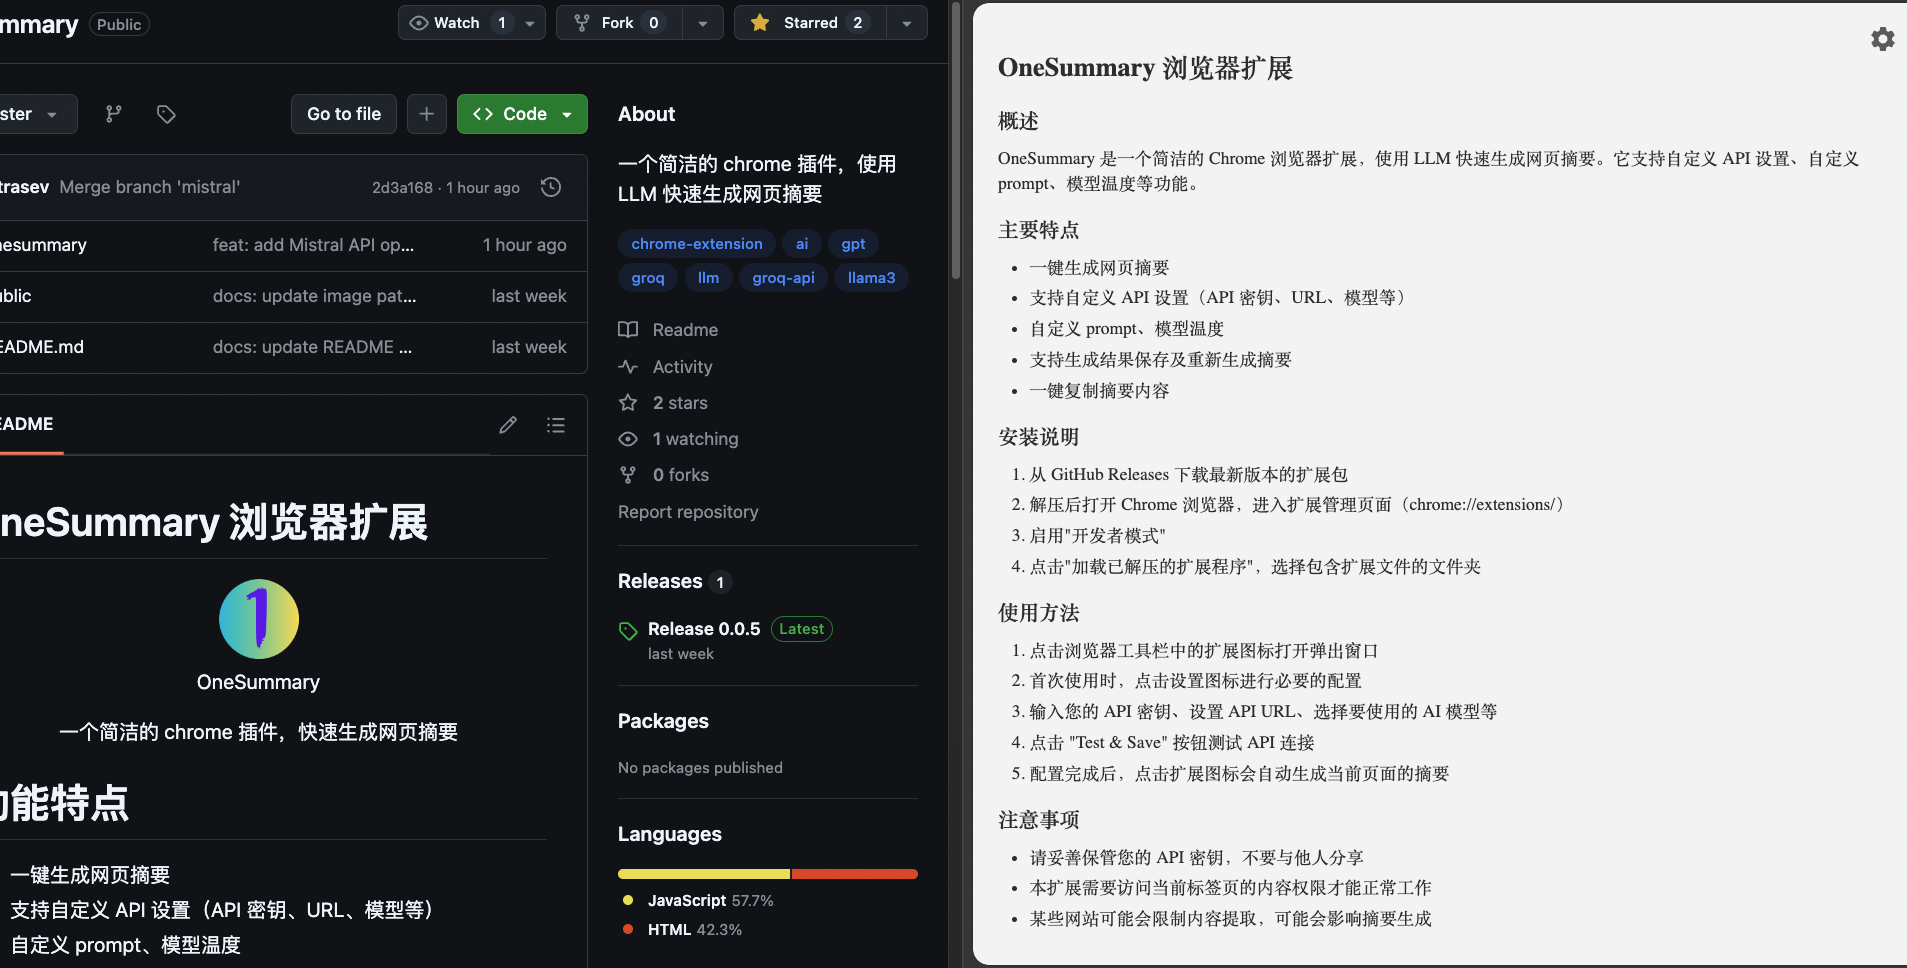 mmary Public
Watch 1
Fork 0
Starred 2
ster
Go to file
Code
trasev Merge branch 'mistral' 2d3a168 · 1 hour ago
nesummary feat: add Mistral API op... 1 hour ago
ublic docs: update image pat... last week
EADME.md docs: update README ... last week
EADME
neSummary 浏览器扩展
OneSummary
一个简洁的 chrome 插件，快速生成网页摘要
功能特点
一键生成网页摘要
支持自定义 API 设置（API 密钥、URL、模型等）
自定义 prompt、模型温度
About
一个简洁的 chrome 插件，使用
LLM 快速生成网页摘要
chrome-extension ai gpt
groq llm groq-api llama3
Readme
Activity
2 stars
1 watching
0 forks
Report repository
Releases 1
Release 0.0.5 Latest
last week
Packages
No packages published
Languages
JavaScript 57.7%
HTML 42.3%
OneSummary 浏览器扩展
概述
OneSummary 是一个简洁的 Chrome 浏览器扩展，使用 LLM 快速生成网页摘要。它支持自定义 API 设置、自定义
prompt、模型温度等功能。
主要特点
• 一键生成网页摘要
• 支持自定义 API 设置（API 密钥、URL、模型等）
• 自定义 prompt、模型温度
• 支持生成结果保存及重新生成摘要
• 一键复制摘要内容
安装说明
1. 从 GitHub Releases 下载最新版本的扩展包
2. 解压后打开 Chrome 浏览器，进入扩展管理页面（chrome://extensions/）
3. 启用"开发者模式"
4. 点击"加载已解压的扩展程序"，选择包含扩展文件的文件夹
使用方法
1. 点击浏览器工具栏中的扩展图标打开弹出窗口
2. 首次使用时，点击设置图标进行必要的配置
3. 输入您的 API 密钥、设置 API URL、选择要使用的 AI 模型等
4. 点击 "Test & Save" 按钮测试 API 连接
5. 配置完成后，点击扩展图标会自动生成当前页面的摘要
注意事项
• 请妥善保管您的 API 密钥，不要与他人分享
• 本扩展需要访问当前标签页的内容权限才能正常工作
• 某些网站可能会限制内容提取，可能会影响摘要生成